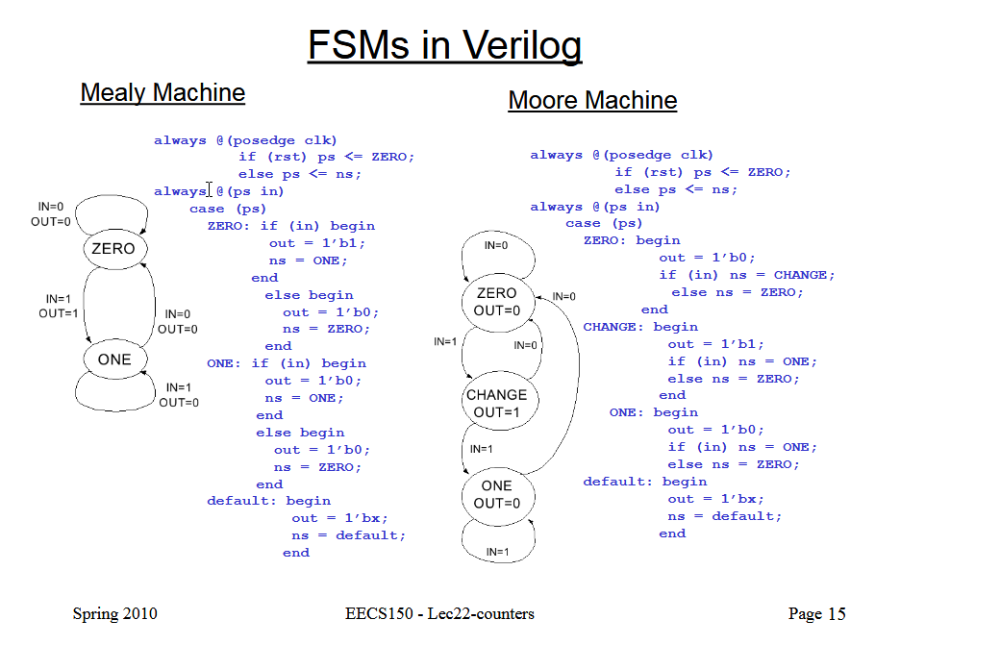 FSMs in Verilog
Mealy Machine
always @(posedge clk)
if (rst) ps <= ZERO;
else ps <= ns;
always @(ps in)
case (ps)
ZERO: if (in) begin
out = 1’b1;
ns = ONE;
end
else begin
out = 1’b0;
ns = ZERO;
end
ONE: if (in) begin
out = 1’b0;
ns = ONE;
end
else begin
out = 1’b0;
ns = ZERO;
end
default: begin
out = 1’bx;
ns = default;
end
IN=0
OUT=0
ZERO
IN=1
OUT=1
IN=0
OUT=0
ONE
IN=1
OUT=0
Moore Machine
always @(posedge clk)
if (rst) ps <= ZERO;
else ps <= ns;
always @(ps in)
case (ps)
ZERO: begin
out = 1’b0;
if (in) ns = CHANGE;
else ns = ZERO;
end
CHANGE: begin
out = 1’b1;
if (in) ns = ONE;
else ns = ZERO;
end
ONE: begin
out = 1’b0;
if (in) ns = ONE;
else ns = ZERO;
default: begin
out = 1’bx;
ns = default;
end
IN=0
ZERO
OUT=0
IN=0
IN=1
IN=0
CHANGE
OUT=1
IN=1
ONE
OUT=0
IN=1
Spring 2010
EECS150 - Lec22-counters
Page 15